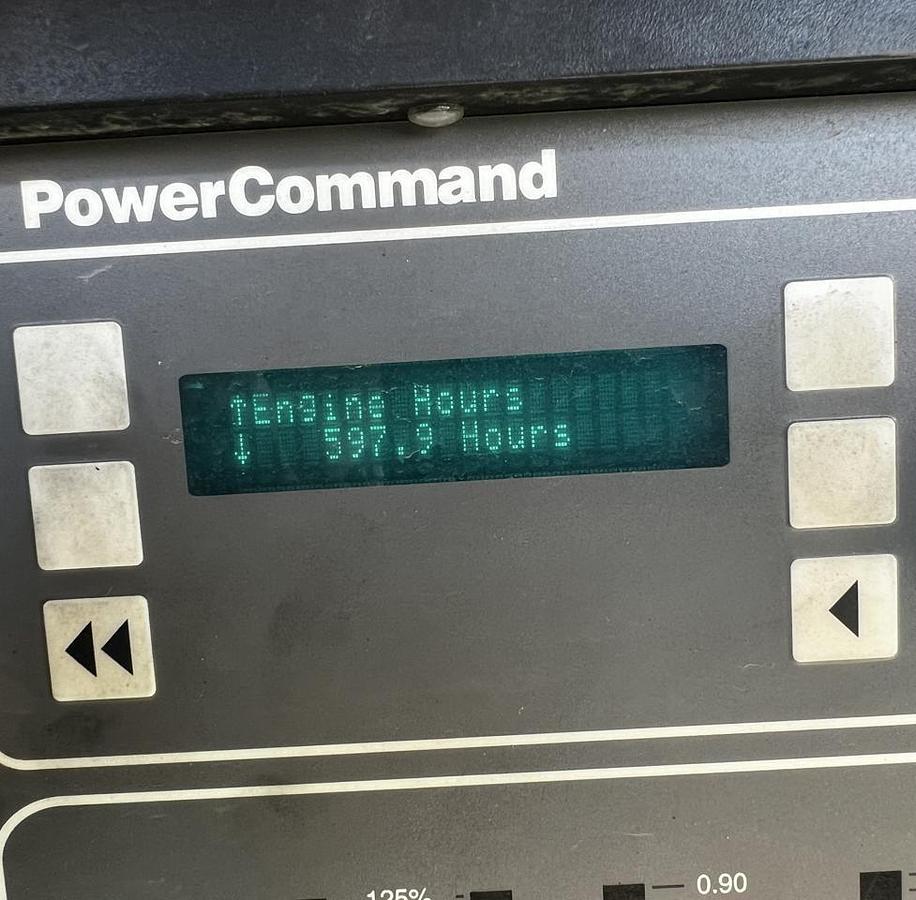 PowerCommand
↑Engine Hours
↓ 597.9 Hours
125%
0.90